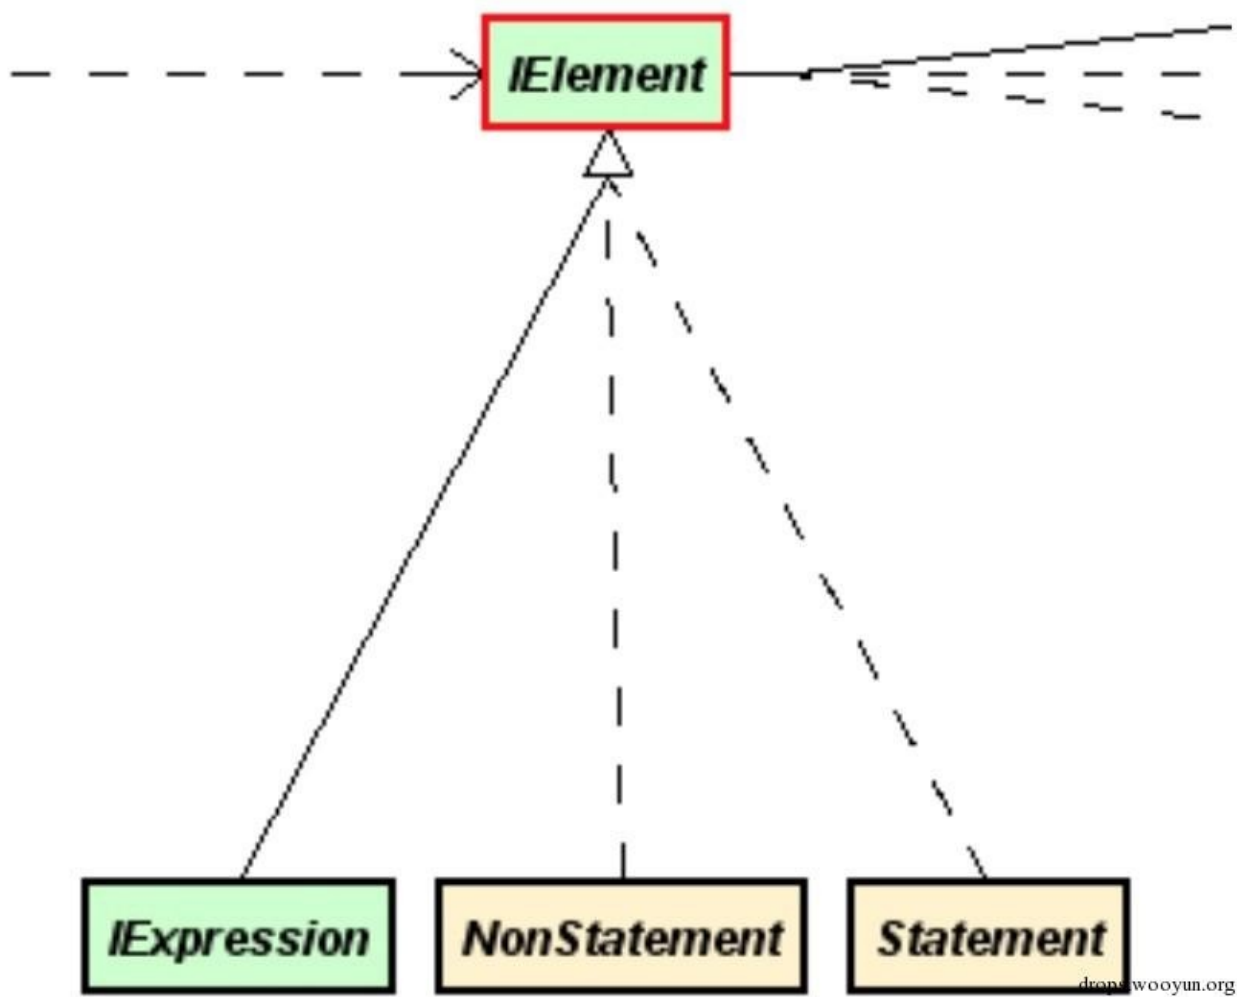 IElement
IExpression
NonStatement
Statement
drops.wooyun.org